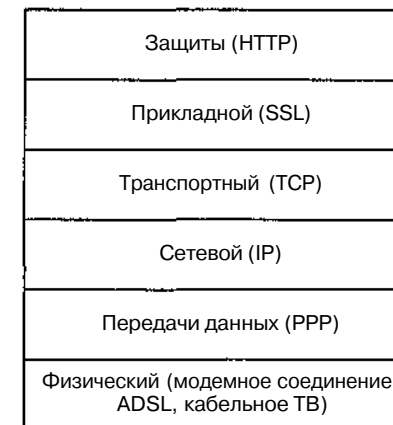 Защиты (HTTP)
Прикладной (SSL)
Транспортный (TCP)
Сетевой (IP)
Передачи данных (PPP)
Физический (модемное соединение
ADSL, кабельное ТВ)